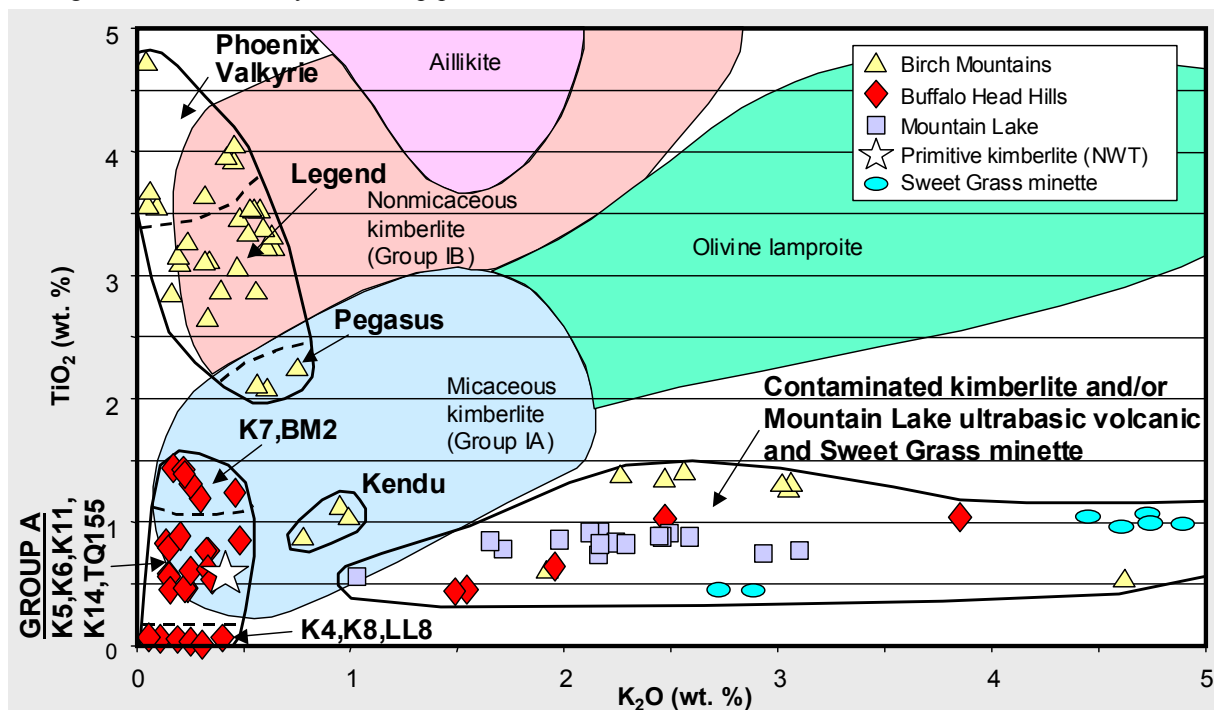 5
4
3
2
1
0
TiO₂ (wt. %)
GROUP A
K5,K6,K11,
K14,TQ155
Phoenix
Valkyrie
Aillikite
Birch Mountains
Buffalo Head Hills
Mountain Lake
Primitive kimberlite (NWT)
Sweet Grass minette
Legend
Nonmicaceous
kimberlite
(Group IB)
Olivine lamproite
Pegasus
Micaceous
kimberlite
(Group IA)
Contaminated kimberlite and/or
Mountain Lake ultrabasic volcanic
and Sweet Grass minette
K7,BM2
Kendu
K4,K8,LL8
0
1
2
3
4
5
K₂O (wt. %)